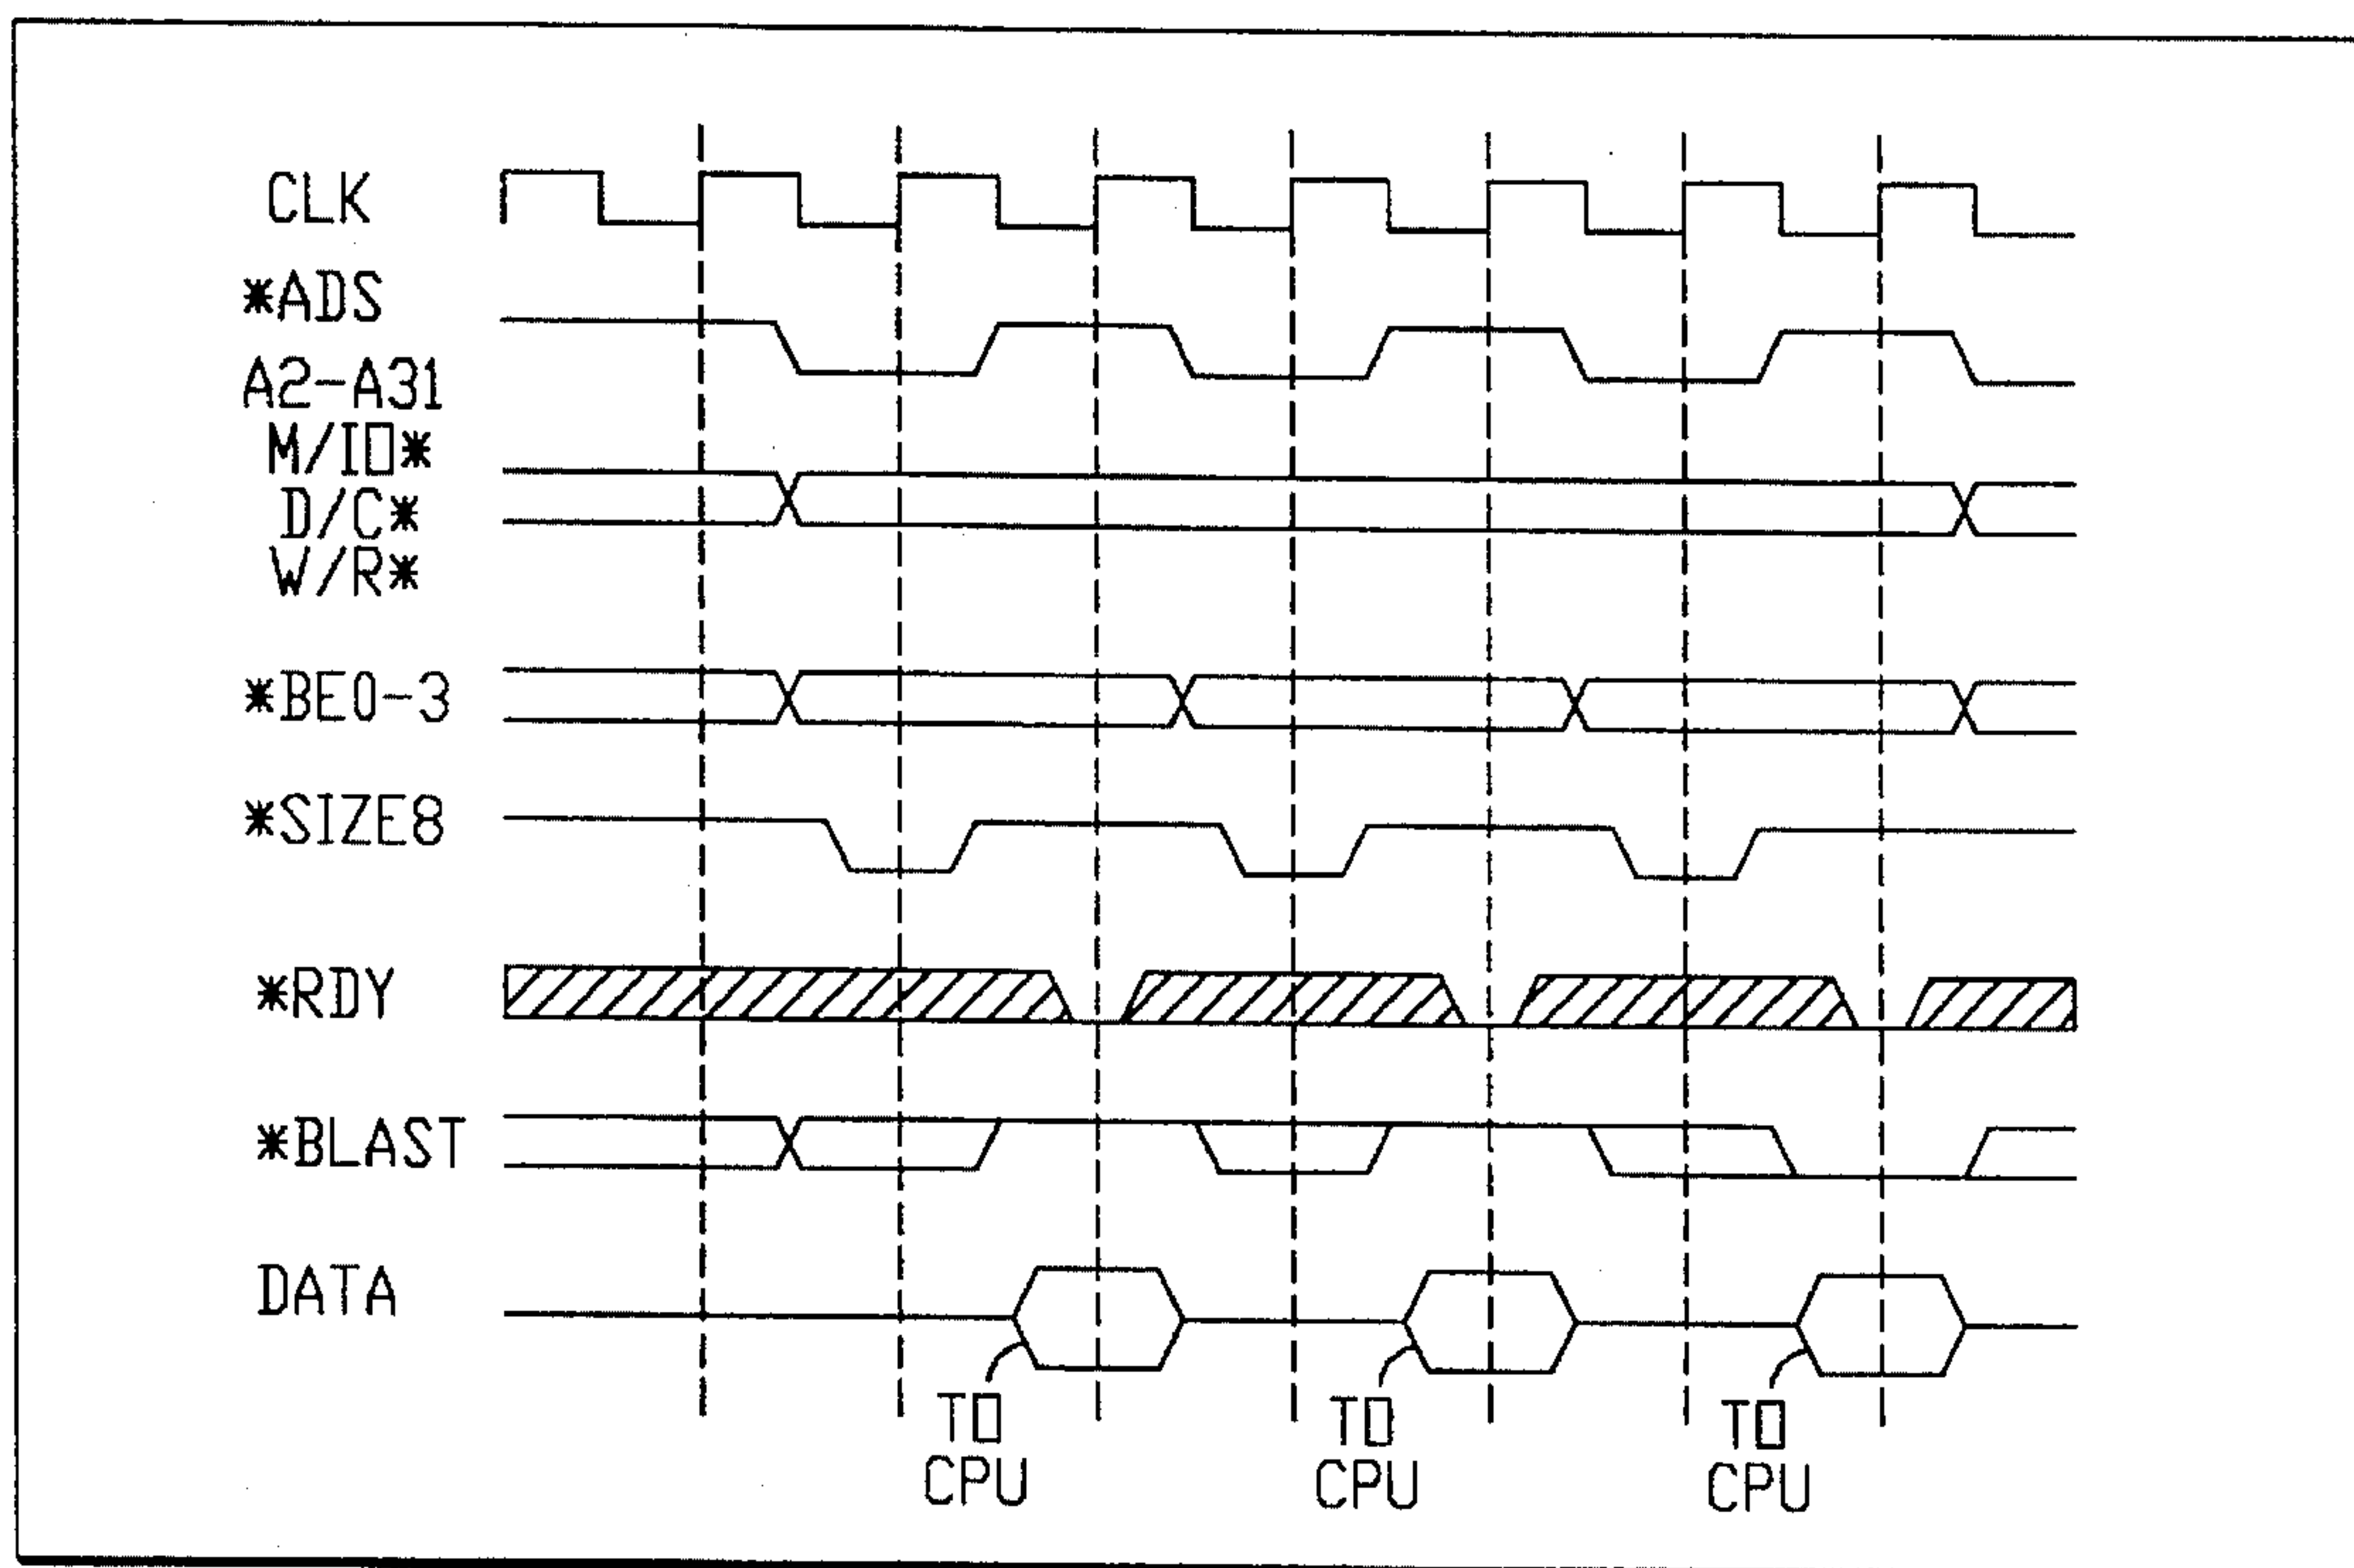 CLK
*ADS
A2-A31
M/IO*
D/C*
W/R*
*BE0-3
*SIZE8
*RDY
*BLAST
DATA
TO
CPU
TO
CPU
TO
CPU